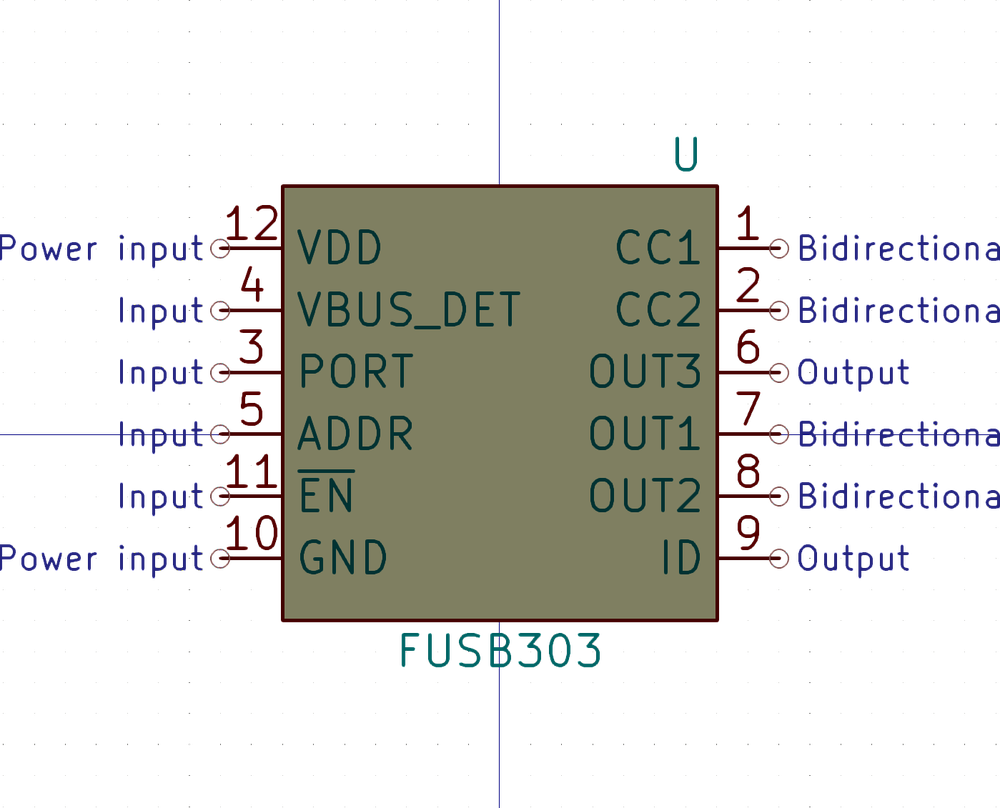 U
12 1
Power input VDD CC1 Bidirectiona
4 2
Input VBUS_DET CC2 Bidirectiona
3 6
Input PORT OUT3 Output
5 7
Input ADDR OUT1 Bidirectiona
11 8
Input EN OUT2 Bidirectiona
10 9
Power input GND ID Output
FUSB303